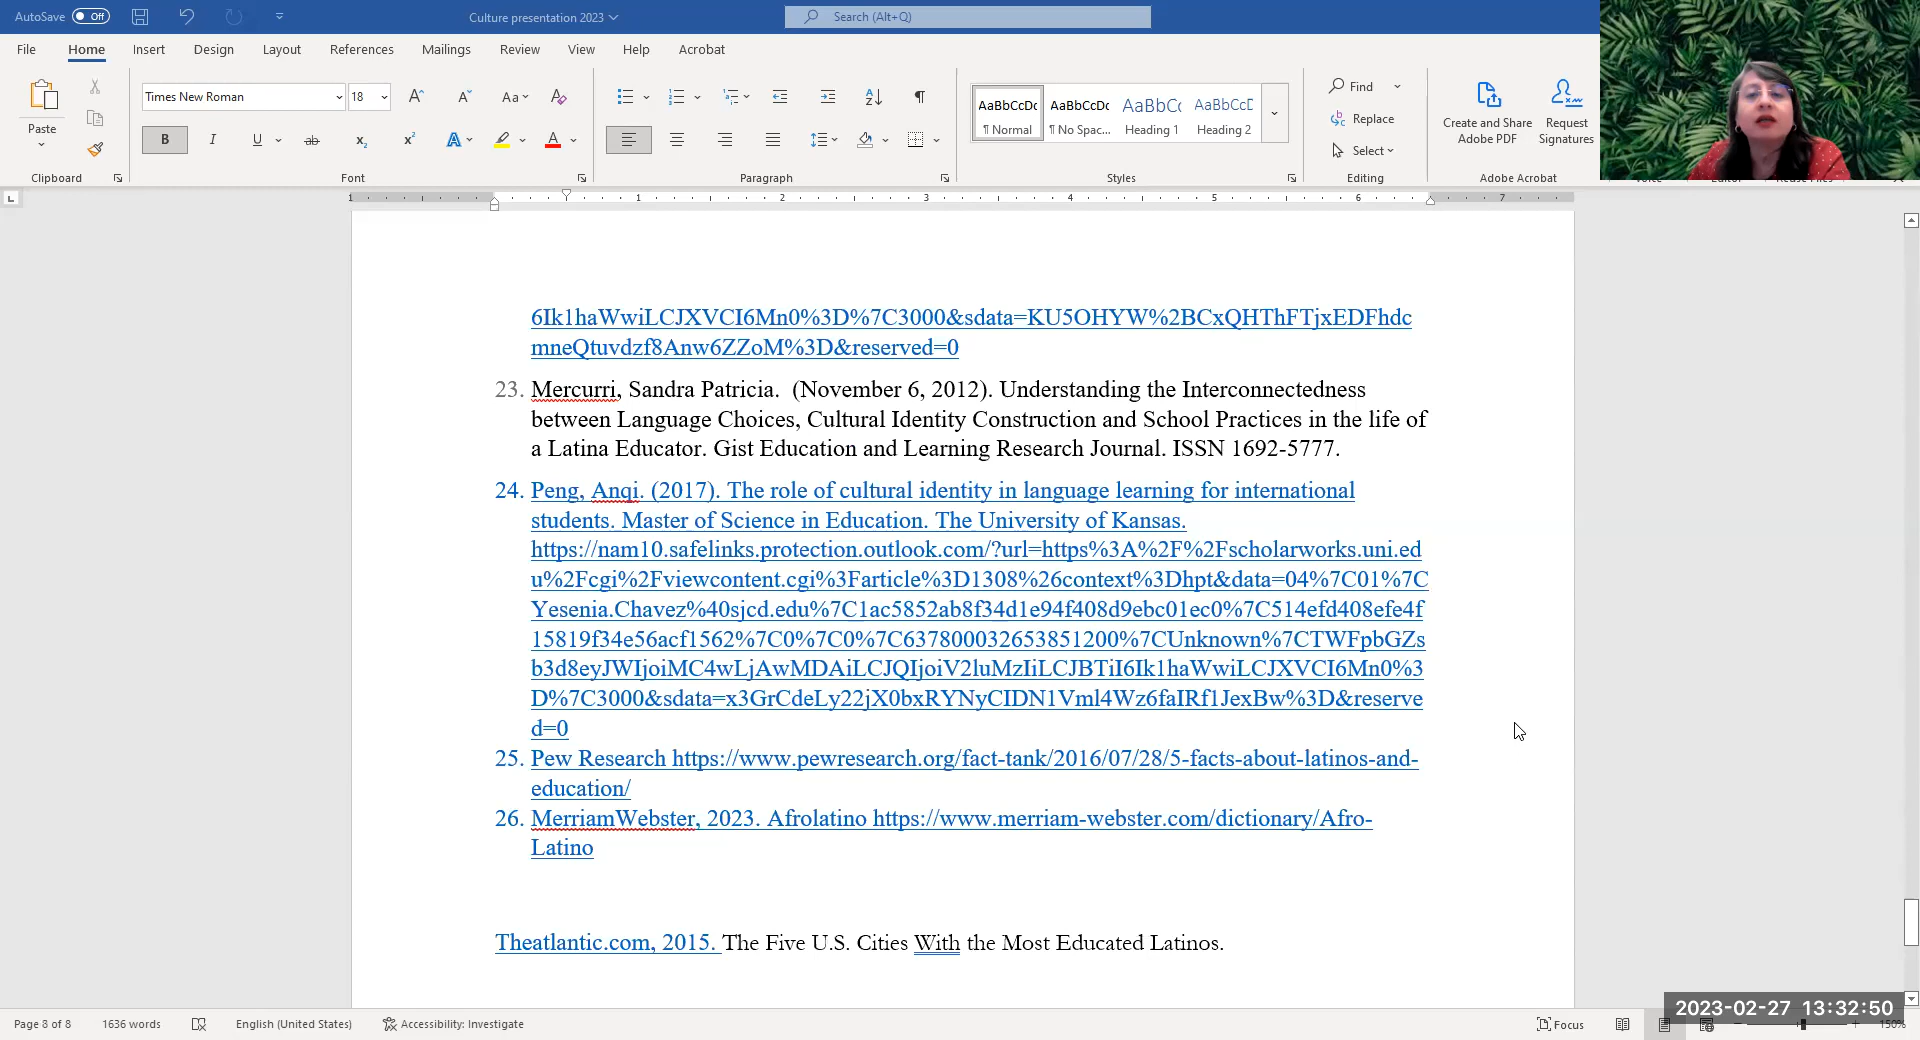 AutoSave Off Culture presentation 2023 Search (Alt+Q)
File Home Insert Design Layout References Mailings Review View Help Acrobat
Times New Roman 18 Aa AaBbCcDc AaBbCcDc AaBbCc AaBbCcD Find
Paste B I U ab x₂ x² A A ¶ Normal ¶ No Spac... Heading 1 Heading 2 Replace Create and Share Adobe PDF Request Signatures
Select
Clipboard Font Paragraph Styles Editing Adobe Acrobat
1 1 2 3 4 5 6 7
6Ik1haWwiLCJXVCI6Mn0%3D%7C3000&sdata=KU5OHYW%2BCxQHThFTjxEDFhdc
mneQtuvdzf8Anw6ZZoM%3D&reserved=0
23. Mercurri, Sandra Patricia.  (November 6, 2012). Understanding the Interconnectedness
between Language Choices, Cultural Identity Construction and School Practices in the life of
a Latina Educator. Gist Education and Learning Research Journal. ISSN 1692-5777.
24. Peng, Anqi. (2017). The role of cultural identity in language learning for international
students. Master of Science in Education. The University of Kansas.
https://nam10.safelinks.protection.outlook.com/?url=https%3A%2F%2Fscholarworks.uni.ed
u%2Fcgi%2Fviewcontent.cgi%3Farticle%3D1308%26context%3Dhpt&data=04%7C01%7C
Yesenia.Chavez%40sjcd.edu%7C1ac5852ab8f34d1e94f408d9ebc01ec0%7C514efd408efe4f
15819f34e56acf1562%7C0%7C0%7C637800032653851200%7CUnknown%7CTWFpbGZs
b3d8eyJWIjoiMC4wLjAwMDAiLCJQIjoiV2luMzIiLCJBTiI6Ik1haWwiLCJXVCI6Mn0%3
D%7C3000&sdata=x3GrCdeLy22jX0bxRYNyCIDN1Vml4Wz6faIRf1JexBw%3D&reserve
d=0
25. Pew Research https://www.pewresearch.org/fact-tank/2016/07/28/5-facts-about-latinos-and-
education/
26. MerriamWebster, 2023. Afrolatino https://www.merriam-webster.com/dictionary/Afro-
Latino
Theatlantic.com, 2015. The Five U.S. Cities With the Most Educated Latinos.
2023-02-27 13:32:50
Page 8 of 8 1636 words English (United States) Accessibility: Investigate Focus 150%